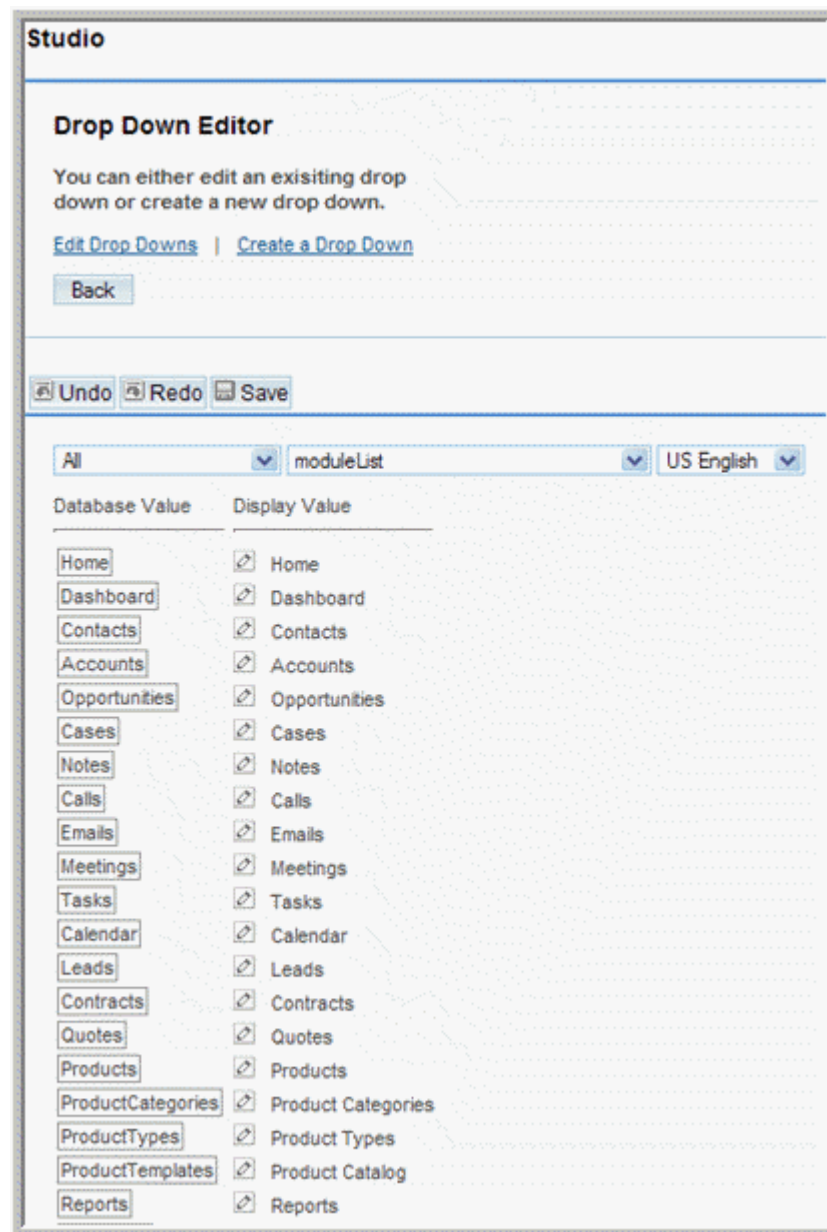 Studio
Drop Down Editor
You can either edit an exisiting drop
down or create a new drop down.
Edit Drop Downs | Create a Drop Down
Back
Undo Redo Save
All moduleList US English
Database Value Display Value
Home Home
Dashboard Dashboard
Contacts Contacts
Accounts Accounts
Opportunities Opportunities
Cases Cases
Notes Notes
Calls Calls
Emails Emails
Meetings Meetings
Tasks Tasks
Calendar Calendar
Leads Leads
Contracts Contracts
Quotes Quotes
Products Products
ProductCategories Product Categories
ProductTypes Product Types
ProductTemplates Product Catalog
Reports Reports